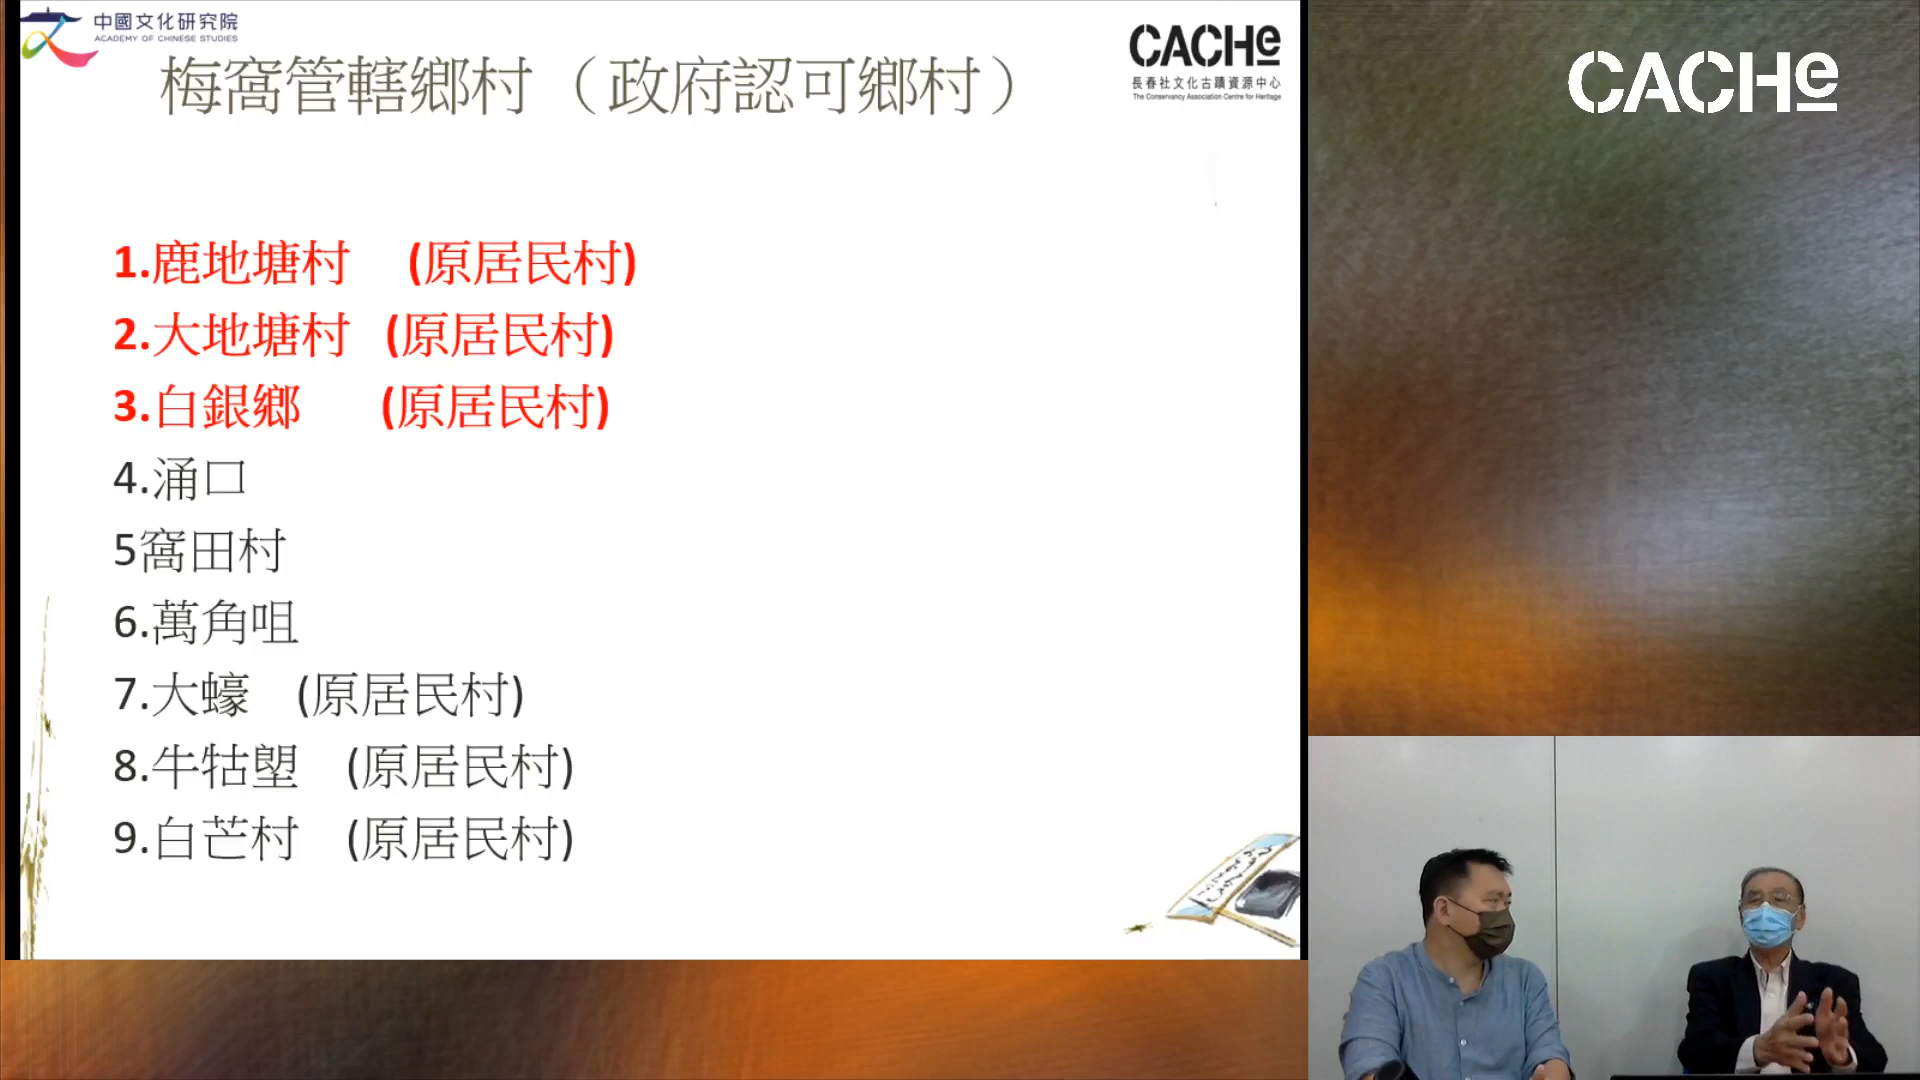 中國文化研究院
ACADEMY OF CHINESE STUDIES
梅窩管轄鄉村（政府認可鄉村）
CACHe
長春社文化古蹟資源中心
The Conservancy Association Centre for Heritage
CACHe
1.鹿地塘村 (原居民村)
2.大地塘村 (原居民村)
3.白銀鄉 (原居民村)
4.涌口
5窩田村
6.萬角咀
7.大蠔 (原居民村)
8.牛牯塱 (原居民村)
9.白芒村 (原居民村)